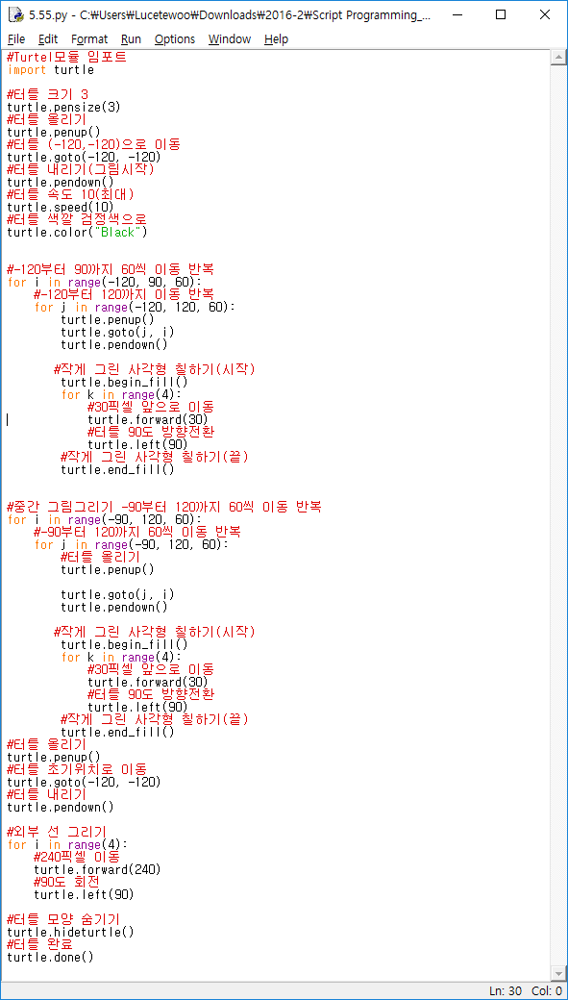 5.55.py - C:₩Users₩Lucetewoo₩Downloads₩2016-2₩Script Programming_...
File Edit Format Run Options Window Help
#Turtel모듈 임포트
import turtle
#터틀 크기 3
turtle.pensize(3)
#터틀 올리기
turtle.penup()
#터틀 (-120,-120)으로 이동
turtle.goto(-120, -120)
#터틀 내리기(그림시작)
turtle.pendown()
#터틀 속도 10(최대)
turtle.speed(10)
#터틀 색깔 검정색으로
turtle.color("Black")
#-120부터 90까지 60씩 이동 반복
for i in range(-120, 90, 60):
    #-120부터 120까지 이동 반복
    for j in range(-120, 120, 60):
        turtle.penup()
        turtle.goto(j, i)
        turtle.pendown()
       #작게 그린 사각형 칠하기(시작)
        turtle.begin_fill()
        for k in range(4):
            #30픽셀 앞으로 이동
            turtle.forward(30)
            #터틀 90도 방향전환
            turtle.left(90)
        #작게 그린 사각형 칠하기(끝)
        turtle.end_fill()
#중간 그림그리기 -90부터 120까지 60씩 이동 반복
for i in range(-90, 120, 60):
    #-90부터 120까지 60씩 이동 반복
    for j in range(-90, 120, 60):
        #터틀 올리기
        turtle.penup()
        turtle.goto(j, i)
        turtle.pendown()
       #작게 그린 사각형 칠하기(시작)
        turtle.begin_fill()
        for k in range(4):
            #30픽셀 앞으로 이동
            turtle.forward(30)
            #터틀 90도 방향전환
            turtle.left(90)
        #작게 그린 사각형 칠하기(끝)
        turtle.end_fill()
#터틀 올리기
turtle.penup()
#터틀 초기위치로 이동
turtle.goto(-120, -120)
#터틀 내리기
turtle.pendown()
#외부 선 그리기
for i in range(4):
    #240픽셀 이동
    turtle.forward(240)
    #90도 회전
    turtle.left(90)
#터틀 모양 숨기기
turtle.hideturtle()
#터틀 완료
turtle.done()
Ln: 30 Col: 0